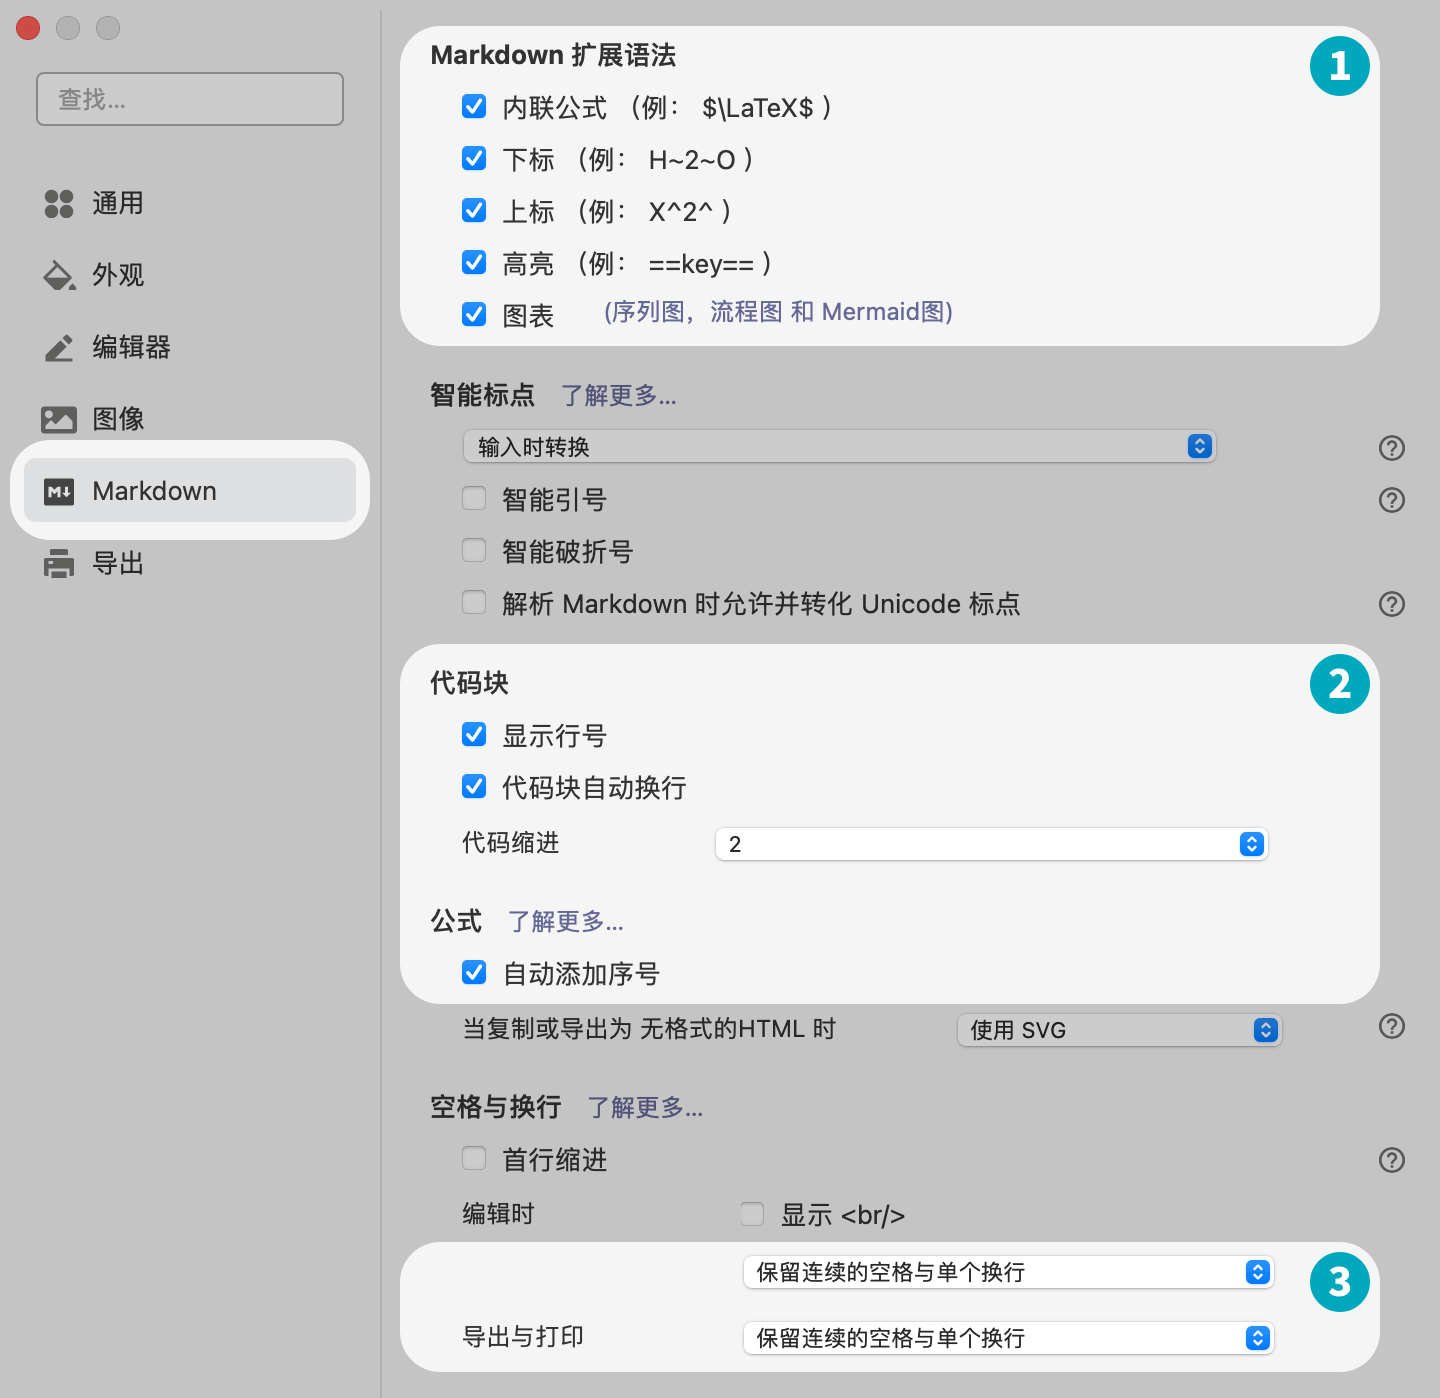 查找...
通用
外观
编辑器
图像
Markdown
导出
Markdown 扩展语法
1
内联公式 （例： $\LaTeX$ ）
下标 （例： H~2~O ）
上标 （例： X^2^ ）
高亮 （例： ==key== ）
图表 (序列图，流程图 和 Mermaid图)
智能标点 了解更多...
输入时转换
智能引号
智能破折号
解析 Markdown 时允许并转化 Unicode 标点
代码块
2
显示行号
代码块自动换行
代码缩进 2
公式 了解更多...
自动添加序号
当复制或导出为 无格式的HTML 时 使用 SVG
空格与换行 了解更多...
首行缩进
编辑时 显示 <br/>
保留连续的空格与单个换行
3
导出与打印 保留连续的空格与单个换行